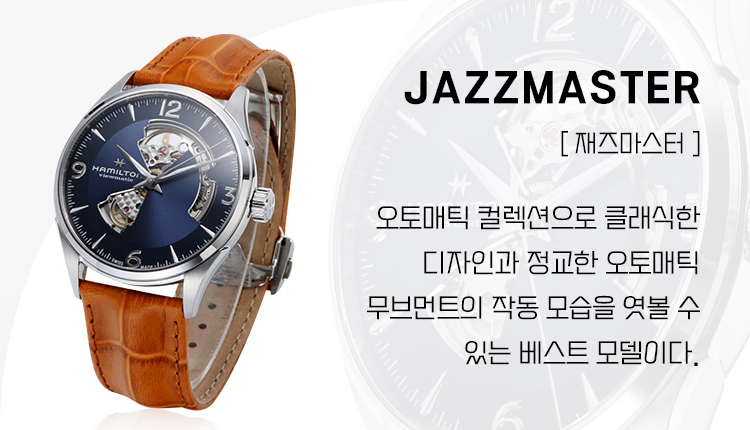 JAZZMASTER
[ 재즈마스터 ]
오토매틱 컬렉션으로 클래식한
디자인과 정교한 오토매틱
무브먼트의 작동 모습을 엿볼 수
있는 베스트 모델이다.
12
9
3
HAMILTON
viewmatic
SWISS
MADE